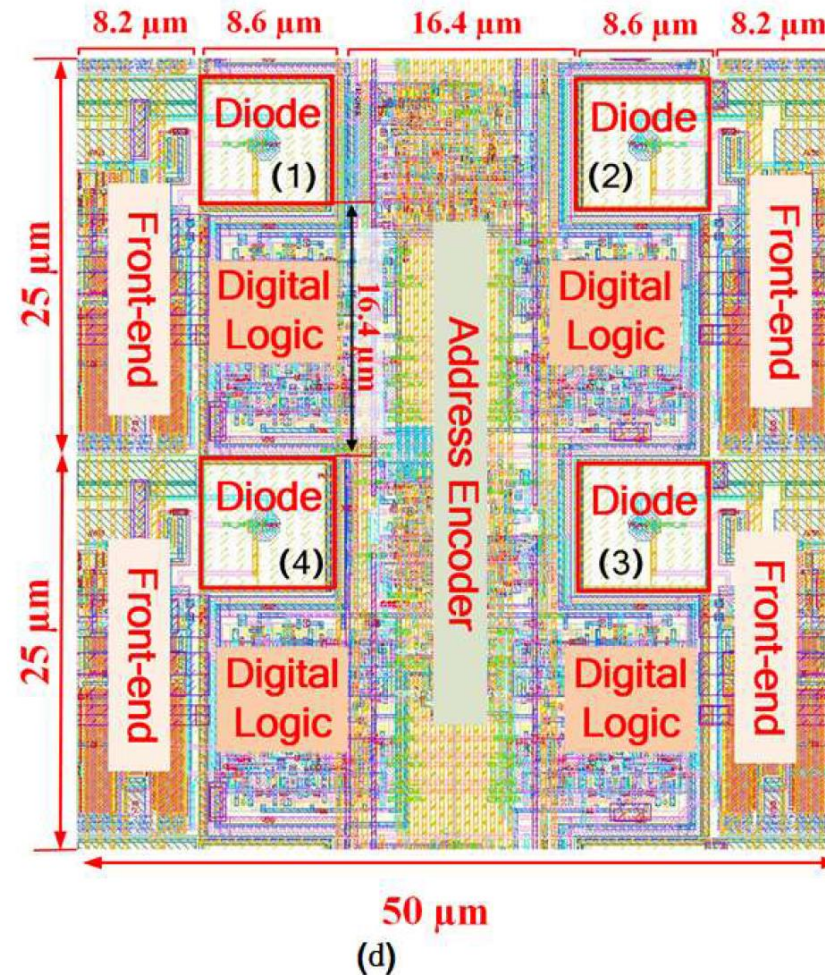 8.2 μm 8.6 μm 16.4 μm 8.6 μm 8.2 μm
Diode
(1)
Diode
(2)
25 μm
Front-end
Digital
Logic
16.4 μm
Address Encoder
Digital
Logic
Front-end
Diode
(4)
Diode
(3)
25 μm
Front-end
Digital
Logic
Digital
Logic
Front-end
50 μm
(d)